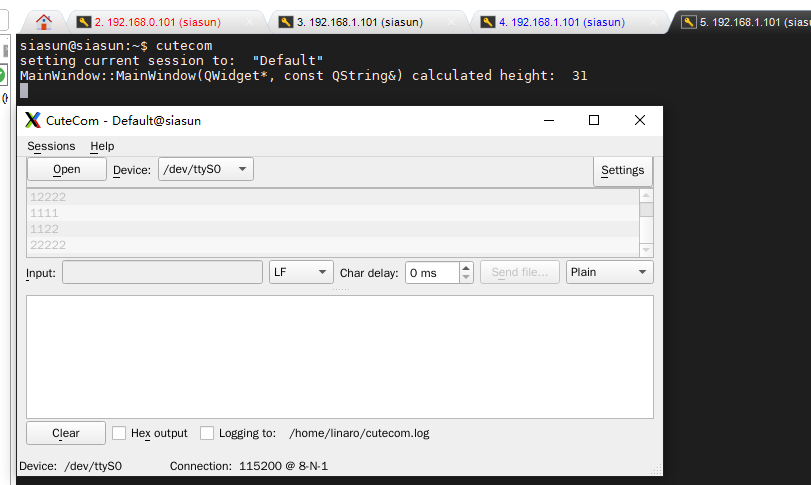 2. 192.168.0.101 (siasun)
3. 192.168.1.101 (siasun)
4. 192.168.1.101 (siasun)
5. 192.168.1.101 (siasu
siasun@siasun:~$ cutecom
setting current session to:  "Default"
MainWindow::MainWindow(QWidget*, const QString&) calculated height:  31
CuteCom - Default@siasun
Sessions Help
Open Device: /dev/ttyS0 Settings
12222
1111
1122
22222
Input: LF Char delay: 0 ms Send file... Plain
Clear Hex output Logging to: /home/linaro/cutecom.log
Device: /dev/ttyS0 Connection: 115200 @ 8-N-1